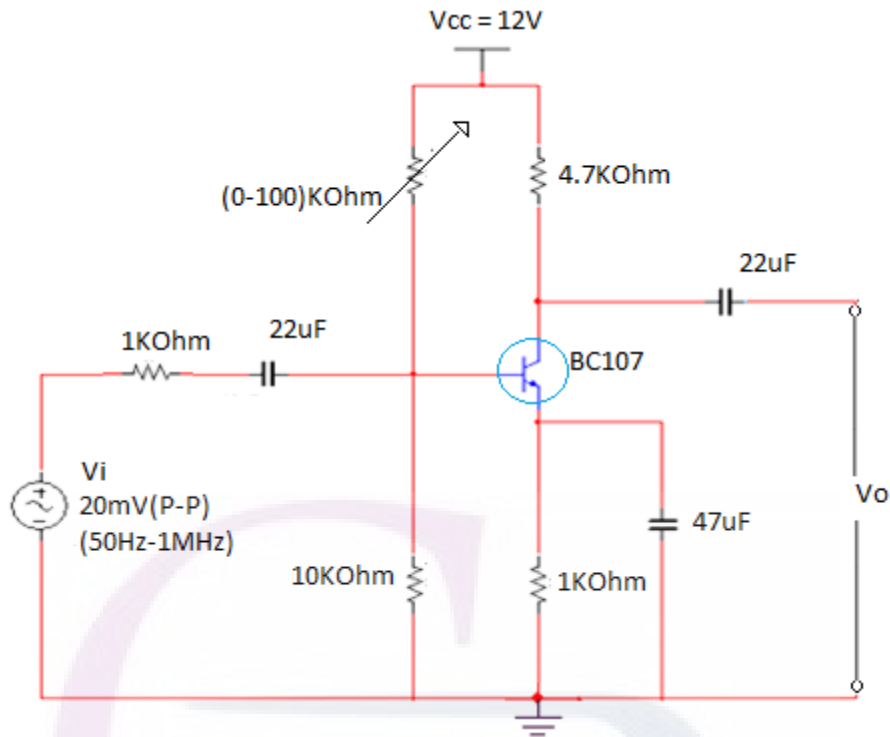 Vcc = 12V
(0-100)KOhm
4.7KOhm
22uF
1KOhm
22uF
BC107
Vi
20mV(P-P)
(50Hz-1MHz)
10KOhm
1KOhm
47uF
Vo